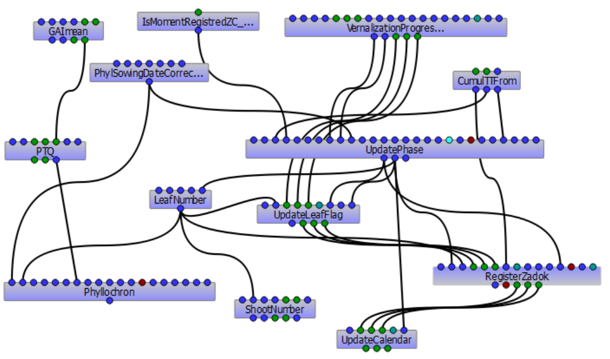 GAImean
IsMomentRegistredZC_...
VernalizationProgres...
PhylSowingDateCorrec...
CumulTTFrom
PTQ
UpdatePhase
LeafNumber
UpdateLeafFlag
RegisterZadok
Phyllochron
ShootNumber
UpdateCalendar